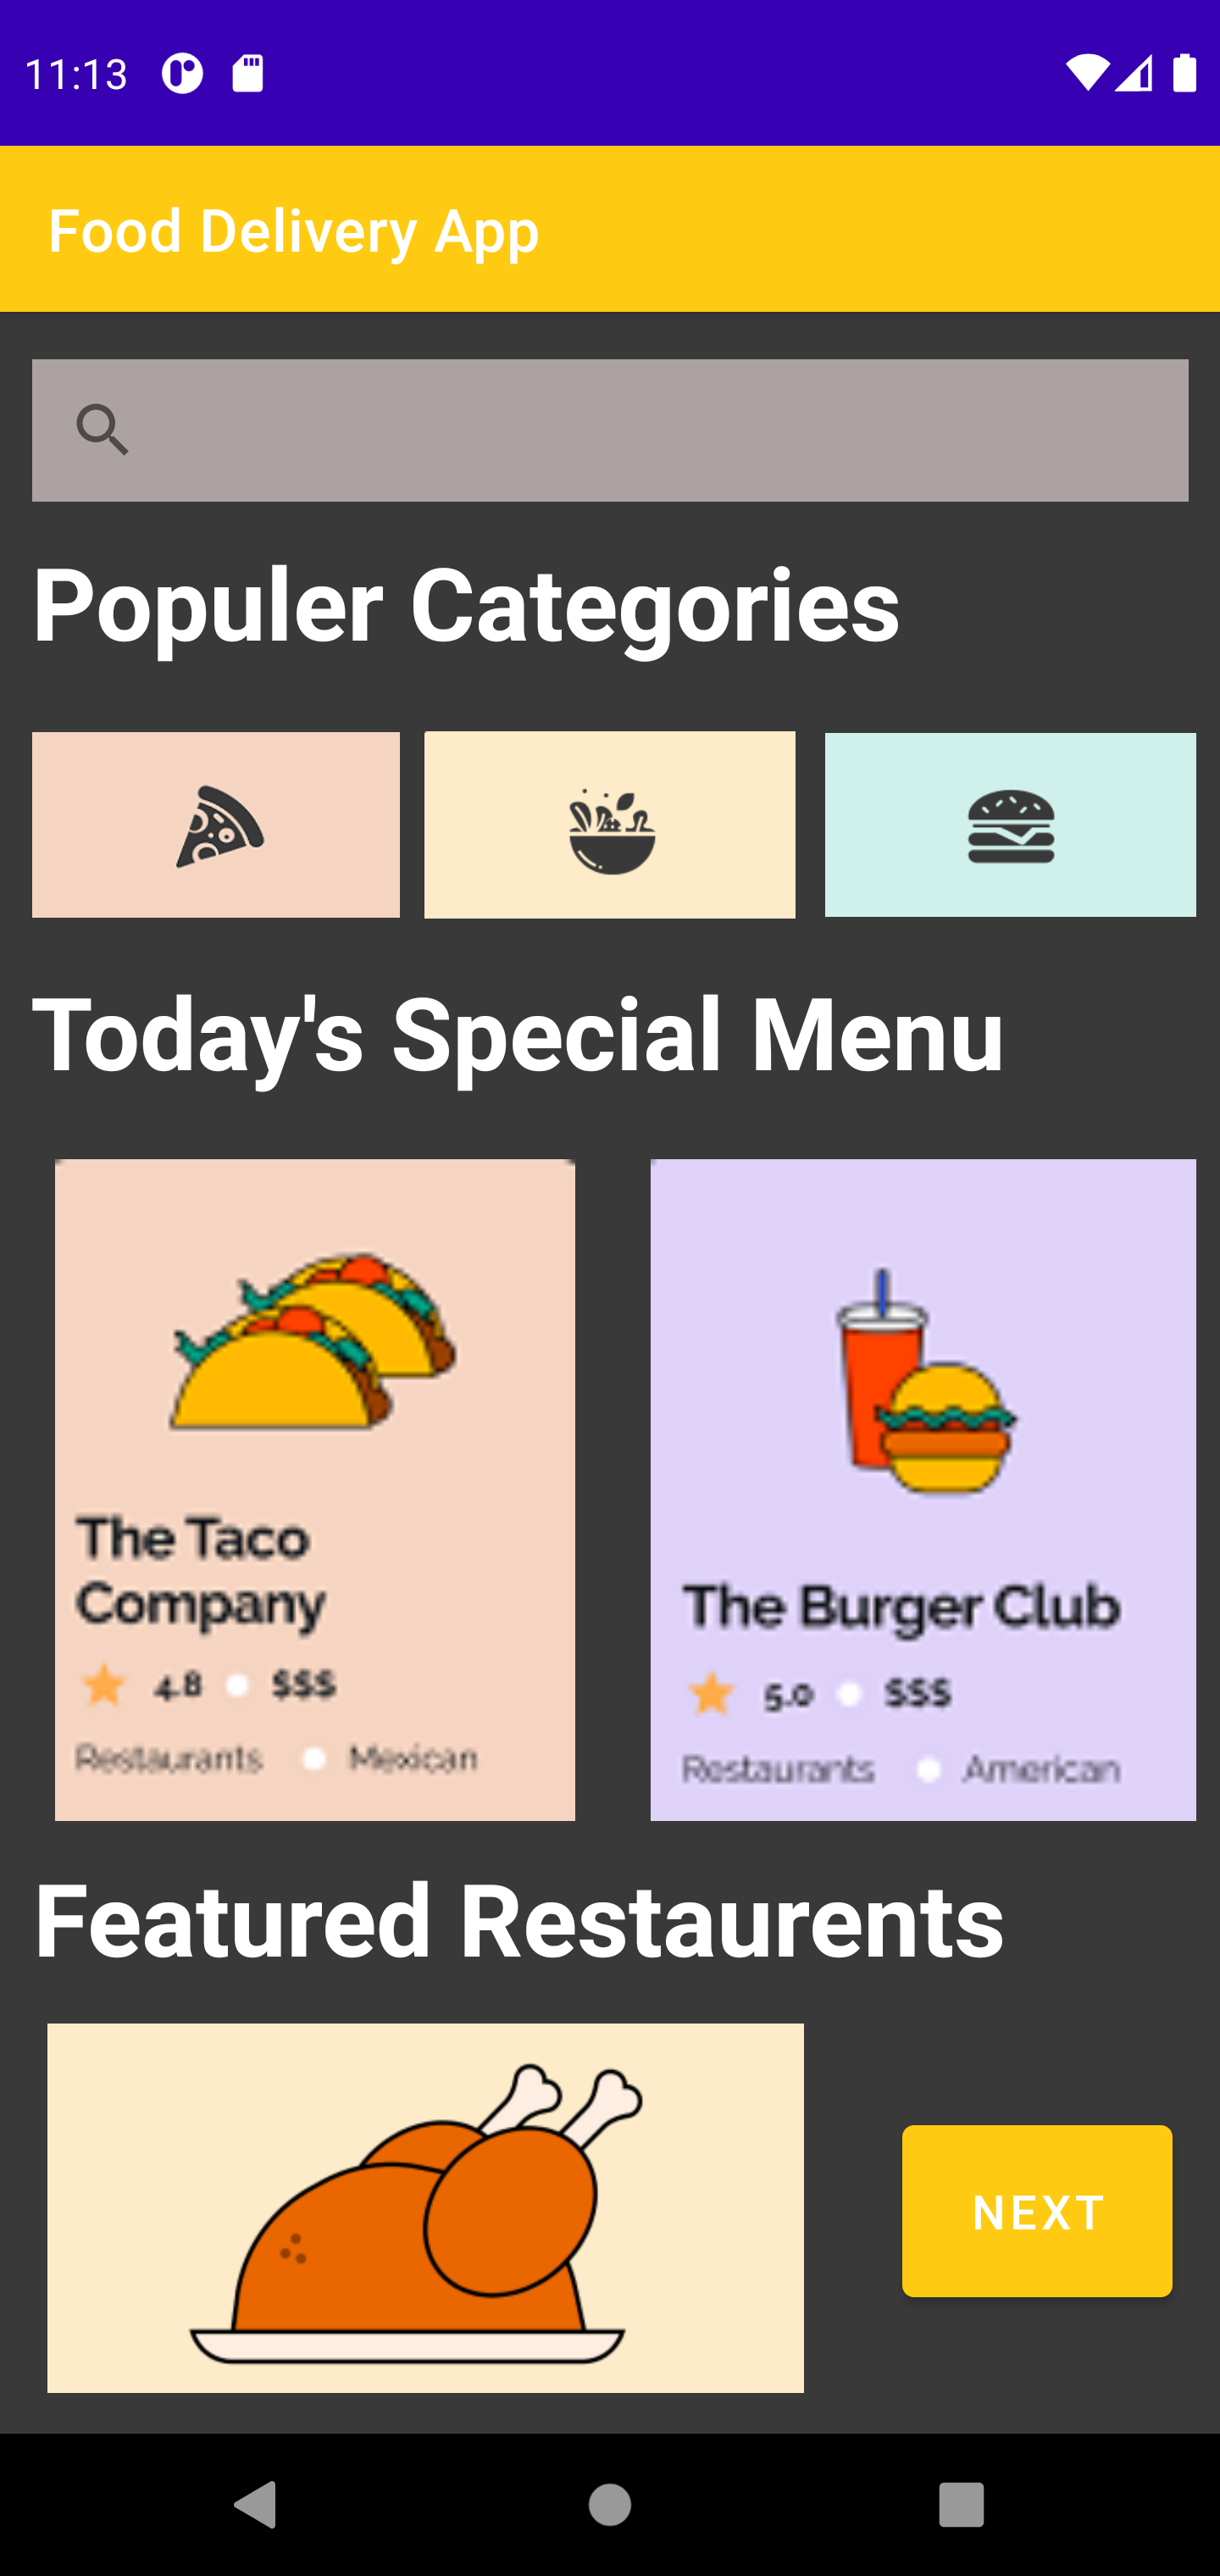 11:13
Food Delivery App
Populer Categories
Today's Special Menu
The Taco
Company
4.8 $$$
Restaurants Mexican
The Burger Club
5.0 $$$
Restaurants American
Featured Restaurents
NEXT